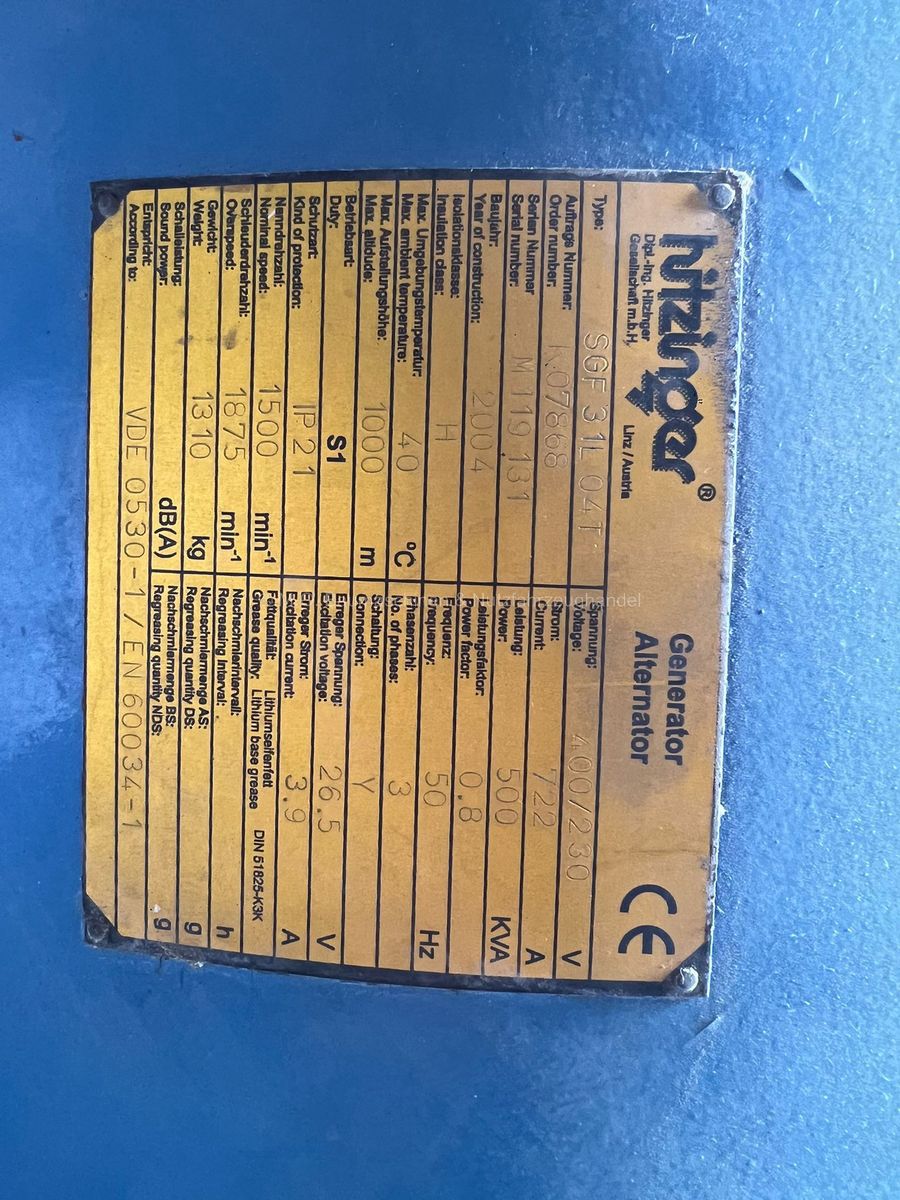 hitzinger®
Dipl.-Ing. Hitzinger
Gesellschaft m.b.H.
Linz / Austria
Generator
Alternator
CE
Type: SGF 31L 04T
Auftrags Nummer:
Order number: K07868
Serien Nummer
Serial number: M 119 131
Baujahr:
Year of construction: 2004
Isolationsklasse:
Insulation class: H
Max. Umgebungstemperatur:
Max. ambient temperature: 40 °C
Max. Aufstellungshöhe:
Max. altidude: 1000 m
Betriebsart:
Duty: S1
Schutzart:
Kind of protection: IP21
Nenndrehzahl:
Nominal speed: 1500 min-1
Schleuderdrehzahl:
Overspeed: 1875 min-1
Gewicht:
Weight: 1310 kg
Schalleistung:
Sound power: dB(A)
Spannung:
Voltage: 400/230 V
Strom:
Current: 722 A
Leistung:
Power: 500 KVA
Leistungsfaktor:
Power factor: 0.8
Frequenz:
Frequency: 50 Hz
Phasenzahl:
No. of phases: 3
Schaltung:
Connection: Y
Erreger Spannung:
Exitation voltage: 26.5 V
Erreger Strom:
Exitation current: 3.9 A
Fettqualität: Lithiumseifenfett
Grease quality: Lithium base grease DIN 51825-K3K
Nachschmierintervall:
Regreasing interval: h
Nachschmiermenge AS:
Regreasing quantity DS: g
Nachschmiermenge BS:
Regreasing quantity NDS: g
Entspricht
According to: VDE 0530-1 / EN 60034-1
& Nutzfahrzeughandel